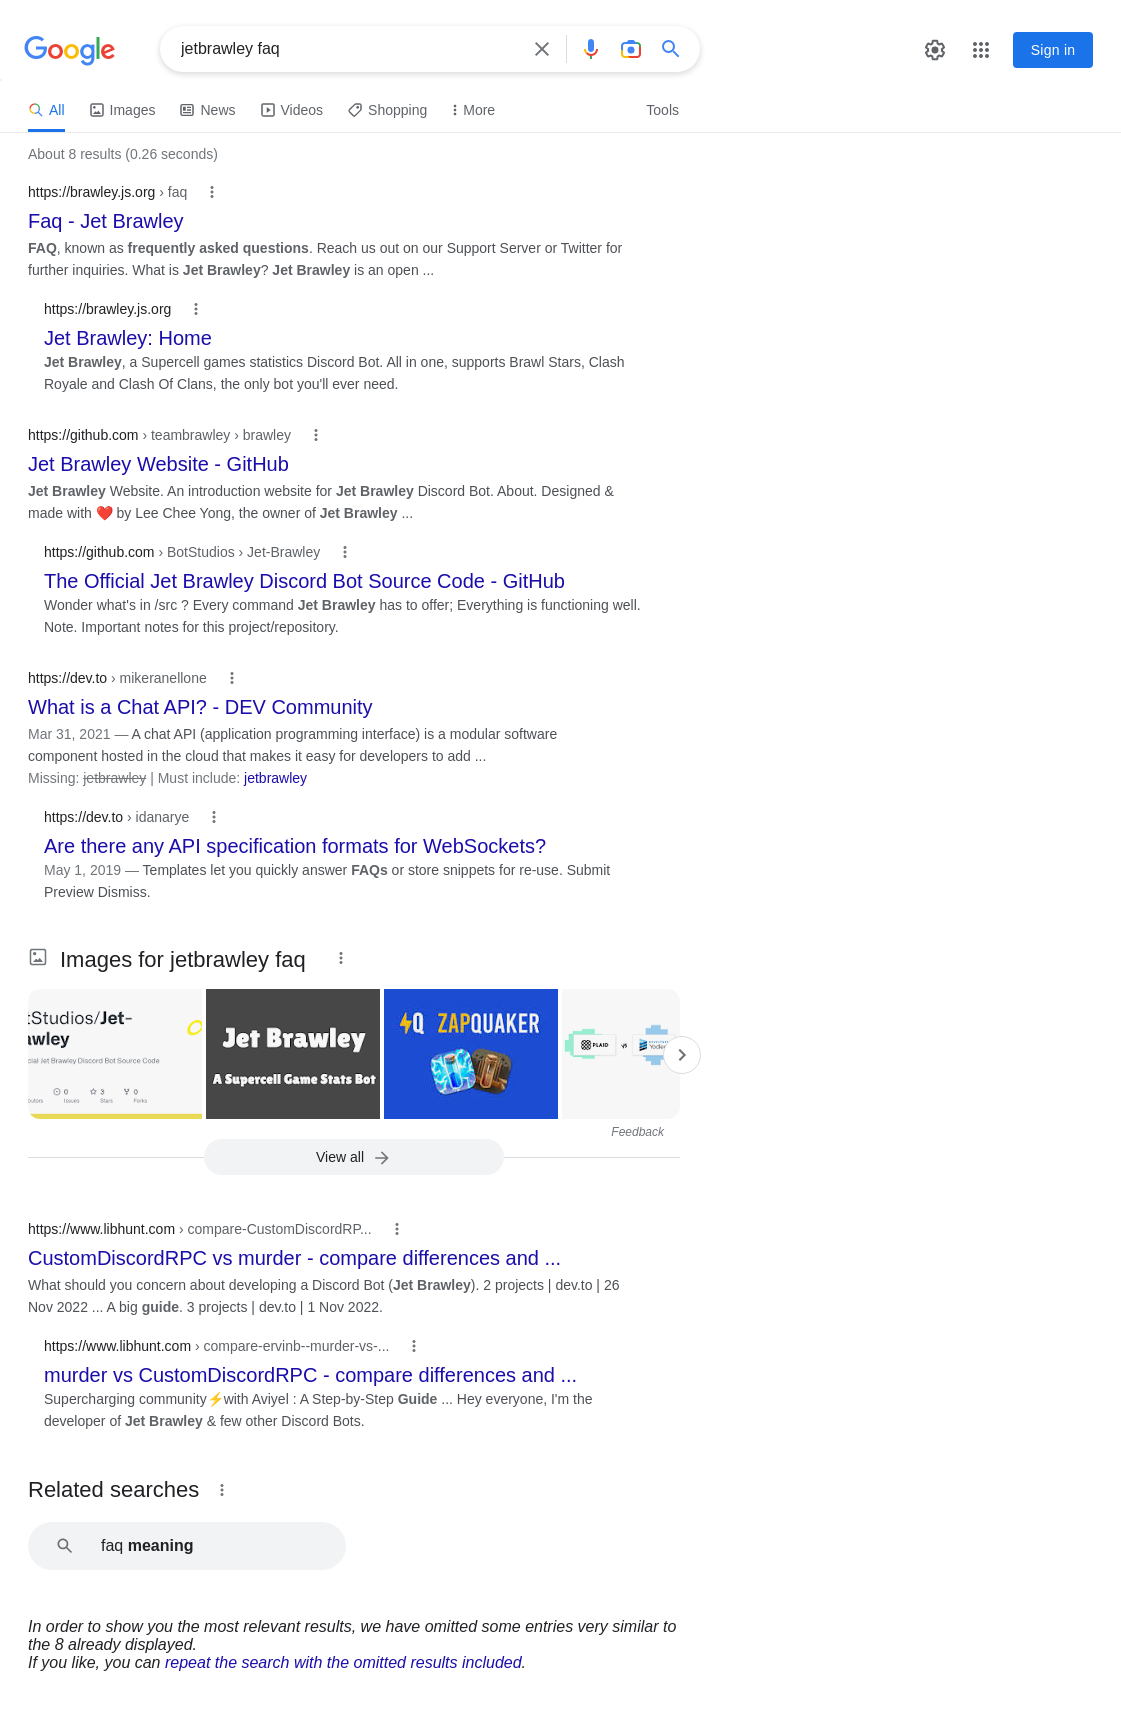 Google
jetbrawley faq
Sign in
All
Images
News
Videos
Shopping
More
Tools
About 8 results (0.26 seconds)
https://brawley.js.org › faq
Faq - Jet Brawley
FAQ, known as frequently asked questions. Reach us out on our Support Server or Twitter for
further inquiries. What is Jet Brawley? Jet Brawley is an open ...
https://brawley.js.org
Jet Brawley: Home
Jet Brawley, a Supercell games statistics Discord Bot. All in one, supports Brawl Stars, Clash
Royale and Clash Of Clans, the only bot you'll ever need.
https://github.com › teambrawley › brawley
Jet Brawley Website - GitHub
Jet Brawley Website. An introduction website for Jet Brawley Discord Bot. About. Designed &
made with ❤️ by Lee Chee Yong, the owner of Jet Brawley ...
https://github.com › BotStudios › Jet-Brawley
The Official Jet Brawley Discord Bot Source Code - GitHub
Wonder what's in /src ? Every command Jet Brawley has to offer; Everything is functioning well.
Note. Important notes for this project/repository.
https://dev.to › mikeranellone
What is a Chat API? - DEV Community
Mar 31, 2021 — A chat API (application programming interface) is a modular software
component hosted in the cloud that makes it easy for developers to add ...
Missing: jetbrawley | Must include: jetbrawley
https://dev.to › idanarye
Are there any API specification formats for WebSockets?
May 1, 2019 — Templates let you quickly answer FAQs or store snippets for re-use. Submit
Preview Dismiss.
Images for jetbrawley faq
tStudios/Jet-
awley
cial Jet Brawley Discord Bot Source Code
0 3 0
utors Issues Stars Forks
Jet Brawley
A Supercell Game Stats Bot
Q ZAPQUAKER
PLAID vs Yodlee
Feedback
View all
https://www.libhunt.com › compare-CustomDiscordRP...
CustomDiscordRPC vs murder - compare differences and ...
What should you concern about developing a Discord Bot (Jet Brawley). 2 projects | dev.to | 26
Nov 2022 ... A big guide. 3 projects | dev.to | 1 Nov 2022.
https://www.libhunt.com › compare-ervinb--murder-vs-...
murder vs CustomDiscordRPC - compare differences and ...
Supercharging community⚡with Aviyel : A Step-by-Step Guide ... Hey everyone, I'm the
developer of Jet Brawley & few other Discord Bots.
Related searches
faq meaning
In order to show you the most relevant results, we have omitted some entries very similar to
the 8 already displayed.
If you like, you can repeat the search with the omitted results included.